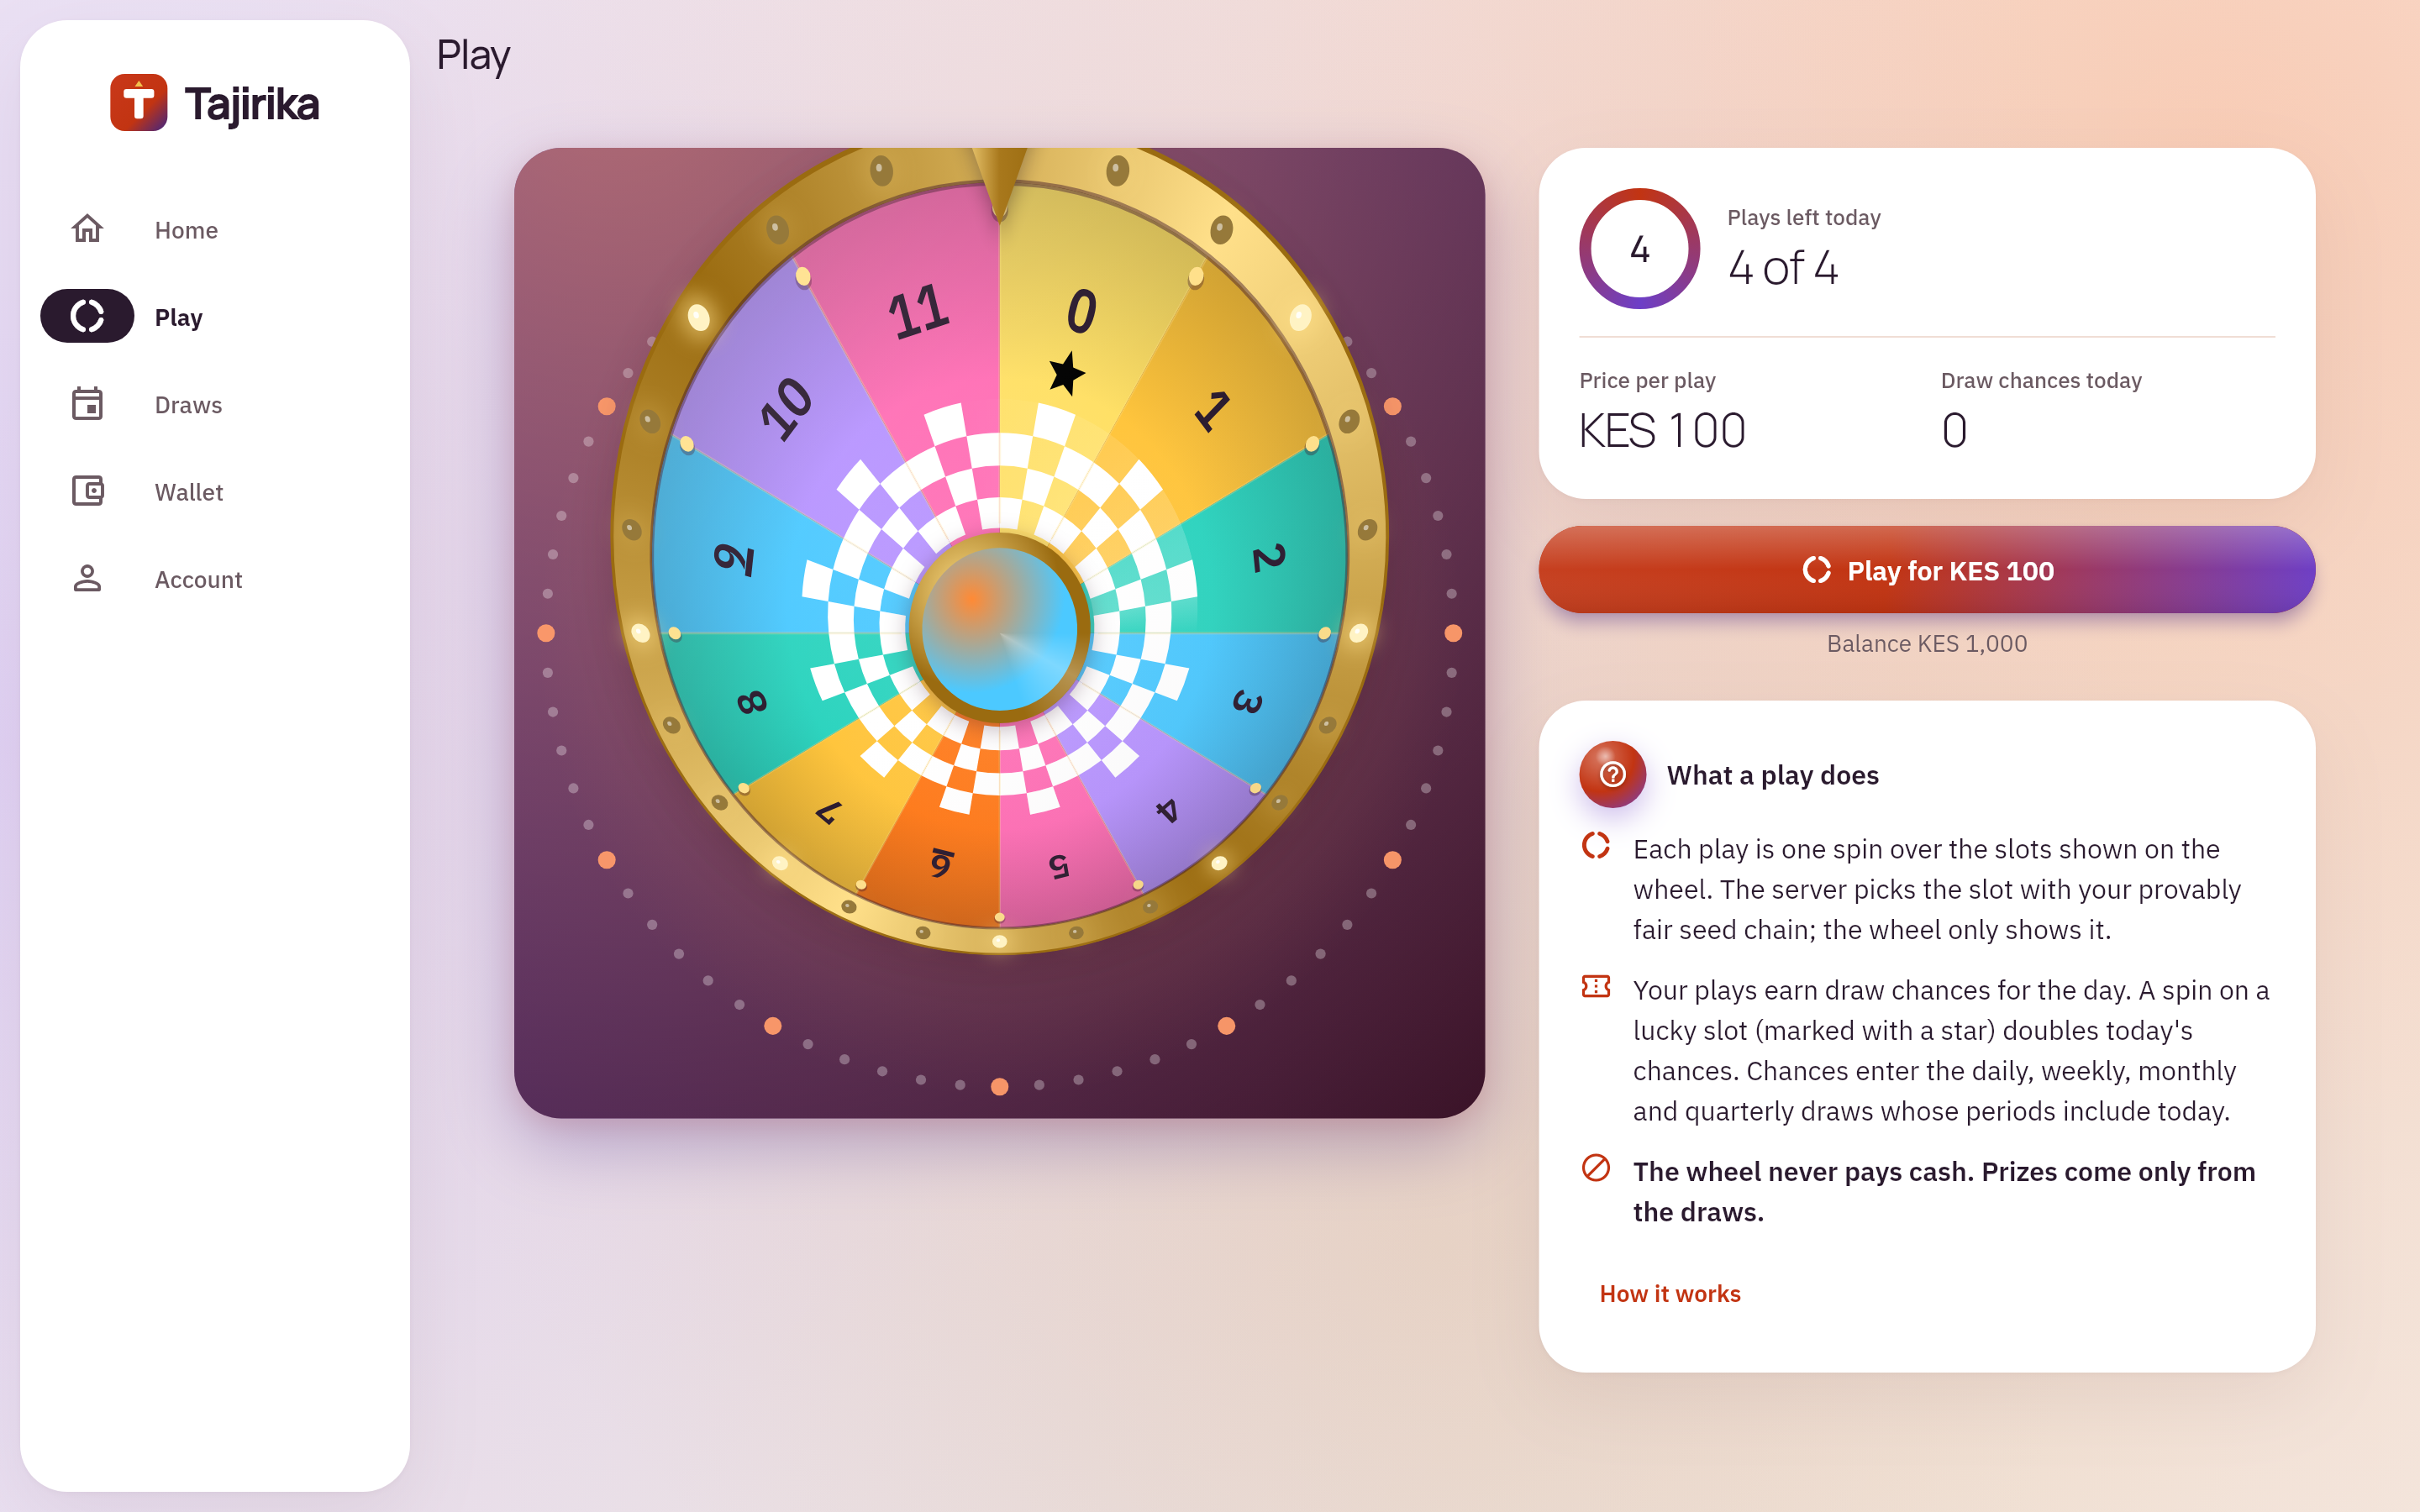 Tajirika
Home
Play
Draws
Wallet
Account
Play
11
0
10
1
9
2
8
3
7
4
6
5
4
Plays left today
4 of 4
Price per play
KES 100
Draw chances today
0
Play for KES 100
Balance KES 1,000
What a play does
Each play is one spin over the slots shown on the
wheel. The server picks the slot with your provably
fair seed chain; the wheel only shows it.
Your plays earn draw chances for the day. A spin on a
lucky slot (marked with a star) doubles today's
chances. Chances enter the daily, weekly, monthly
and quarterly draws whose periods include today.
The wheel never pays cash. Prizes come only from
the draws.
How it works